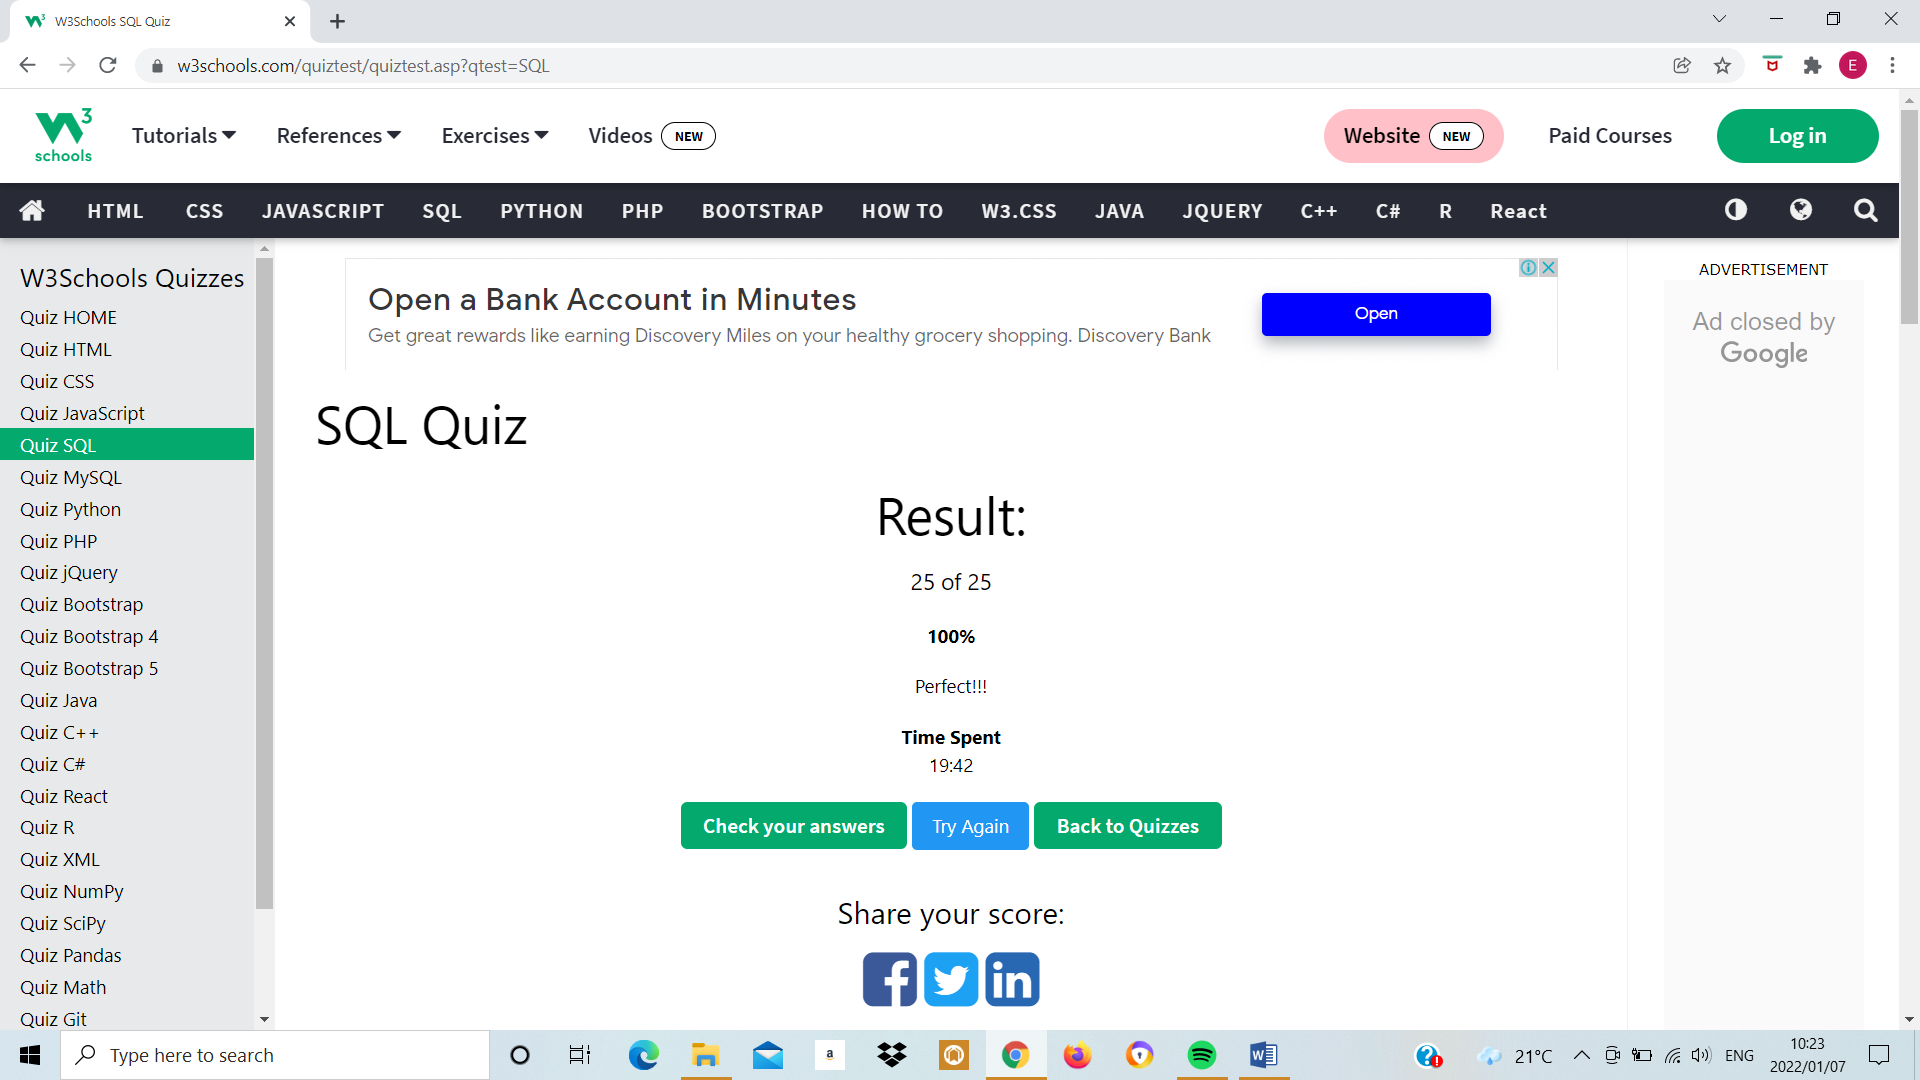 W3Schools SQL Quiz
w3schools.com/quiztest/quiztest.asp?qtest=SQL
E
W3 schools
Tutorials
References
Exercises
Videos NEW
Website NEW
Paid Courses
Log in
HTML CSS JAVASCRIPT SQL PYTHON PHP BOOTSTRAP HOW TO W3.CSS JAVA JQUERY C++ C# R React
W3Schools Quizzes
Quiz HOME
Quiz HTML
Quiz CSS
Quiz JavaScript
Quiz SQL
Quiz MySQL
Quiz Python
Quiz PHP
Quiz jQuery
Quiz Bootstrap
Quiz Bootstrap 4
Quiz Bootstrap 5
Quiz Java
Quiz C++
Quiz C#
Quiz React
Quiz R
Quiz XML
Quiz NumPy
Quiz SciPy
Quiz Pandas
Quiz Math
Quiz Git
Open a Bank Account in Minutes
Get great rewards like earning Discovery Miles on your healthy grocery shopping. Discovery Bank
Open
ADVERTISEMENT
Ad closed by
Google
SQL Quiz
Result:
25 of 25
100%
Perfect!!!
Time Spent
19:42
Check your answers
Try Again
Back to Quizzes
Share your score:
Type here to search
21°C
ENG
10:23
2022/01/07